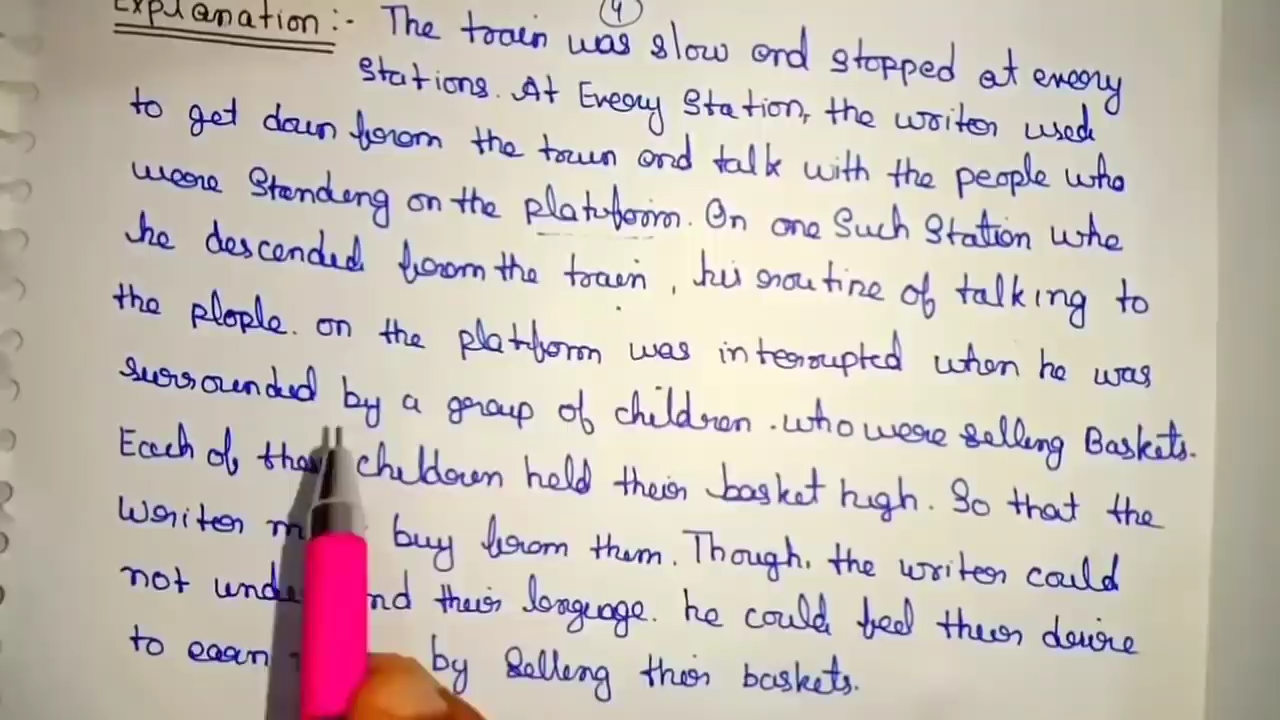 4
Explanation :- The train was slow and stopped at every
Stations. At Every Station, the writer used
to get down from the train and talk with the people who
were Standing on the platform. On one Such Station whe
he descended from the train, his routine of talking to
the plople. on the platform was interrupted when he was
surrounded by a group of children. who were selling Baskets.
Each of children held their basket high. So that the
writer buy from them. Though, the writer could
not their language. he could feel their desire
to earn by selling their baskets.